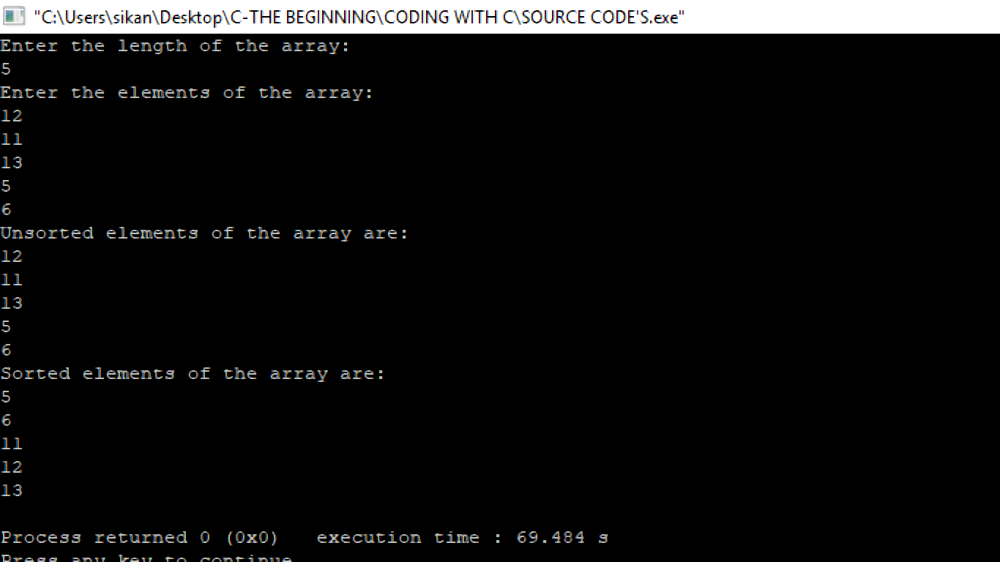 "C:\Users\sikan\Desktop\C-THE BEGINNING\CODING WITH C\SOURCE CODE'S.exe"
Enter the length of the array:
5
Enter the elements of the array:
12
11
13
5
6
Unsorted elements of the array are:
12
11
13
5
6
Sorted elements of the array are:
5
6
11
12
13
Process returned 0 (0x0)   execution time : 69.484 s
Press any key to continue